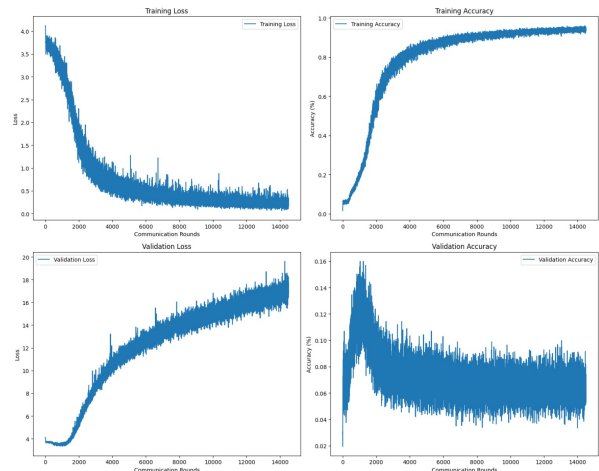 Training Loss
Training Loss
4.0
3.5
3.0
2.5
2.0
1.5
1.0
0.5
0.0
Loss
0 2000 4000 6000 8000 10000 12000 14000
Communication Rounds
Training Accuracy
Training Accuracy
1.0
0.8
0.6
0.4
0.2
0.0
Accuracy (%)
0 2000 4000 6000 8000 10000 12000 14000
Communication Rounds
Validation Loss
Validation Loss
20
18
16
14
12
10
8
6
4
Loss
0 2000 4000 6000 8000 10000 12000 14000
Communication Rounds
Validation Accuracy
Validation Accuracy
0.16
0.14
0.12
0.10
0.08
0.06
0.04
0.02
Accuracy (%)
0 2000 4000 6000 8000 10000 12000 14000
Communication Rounds